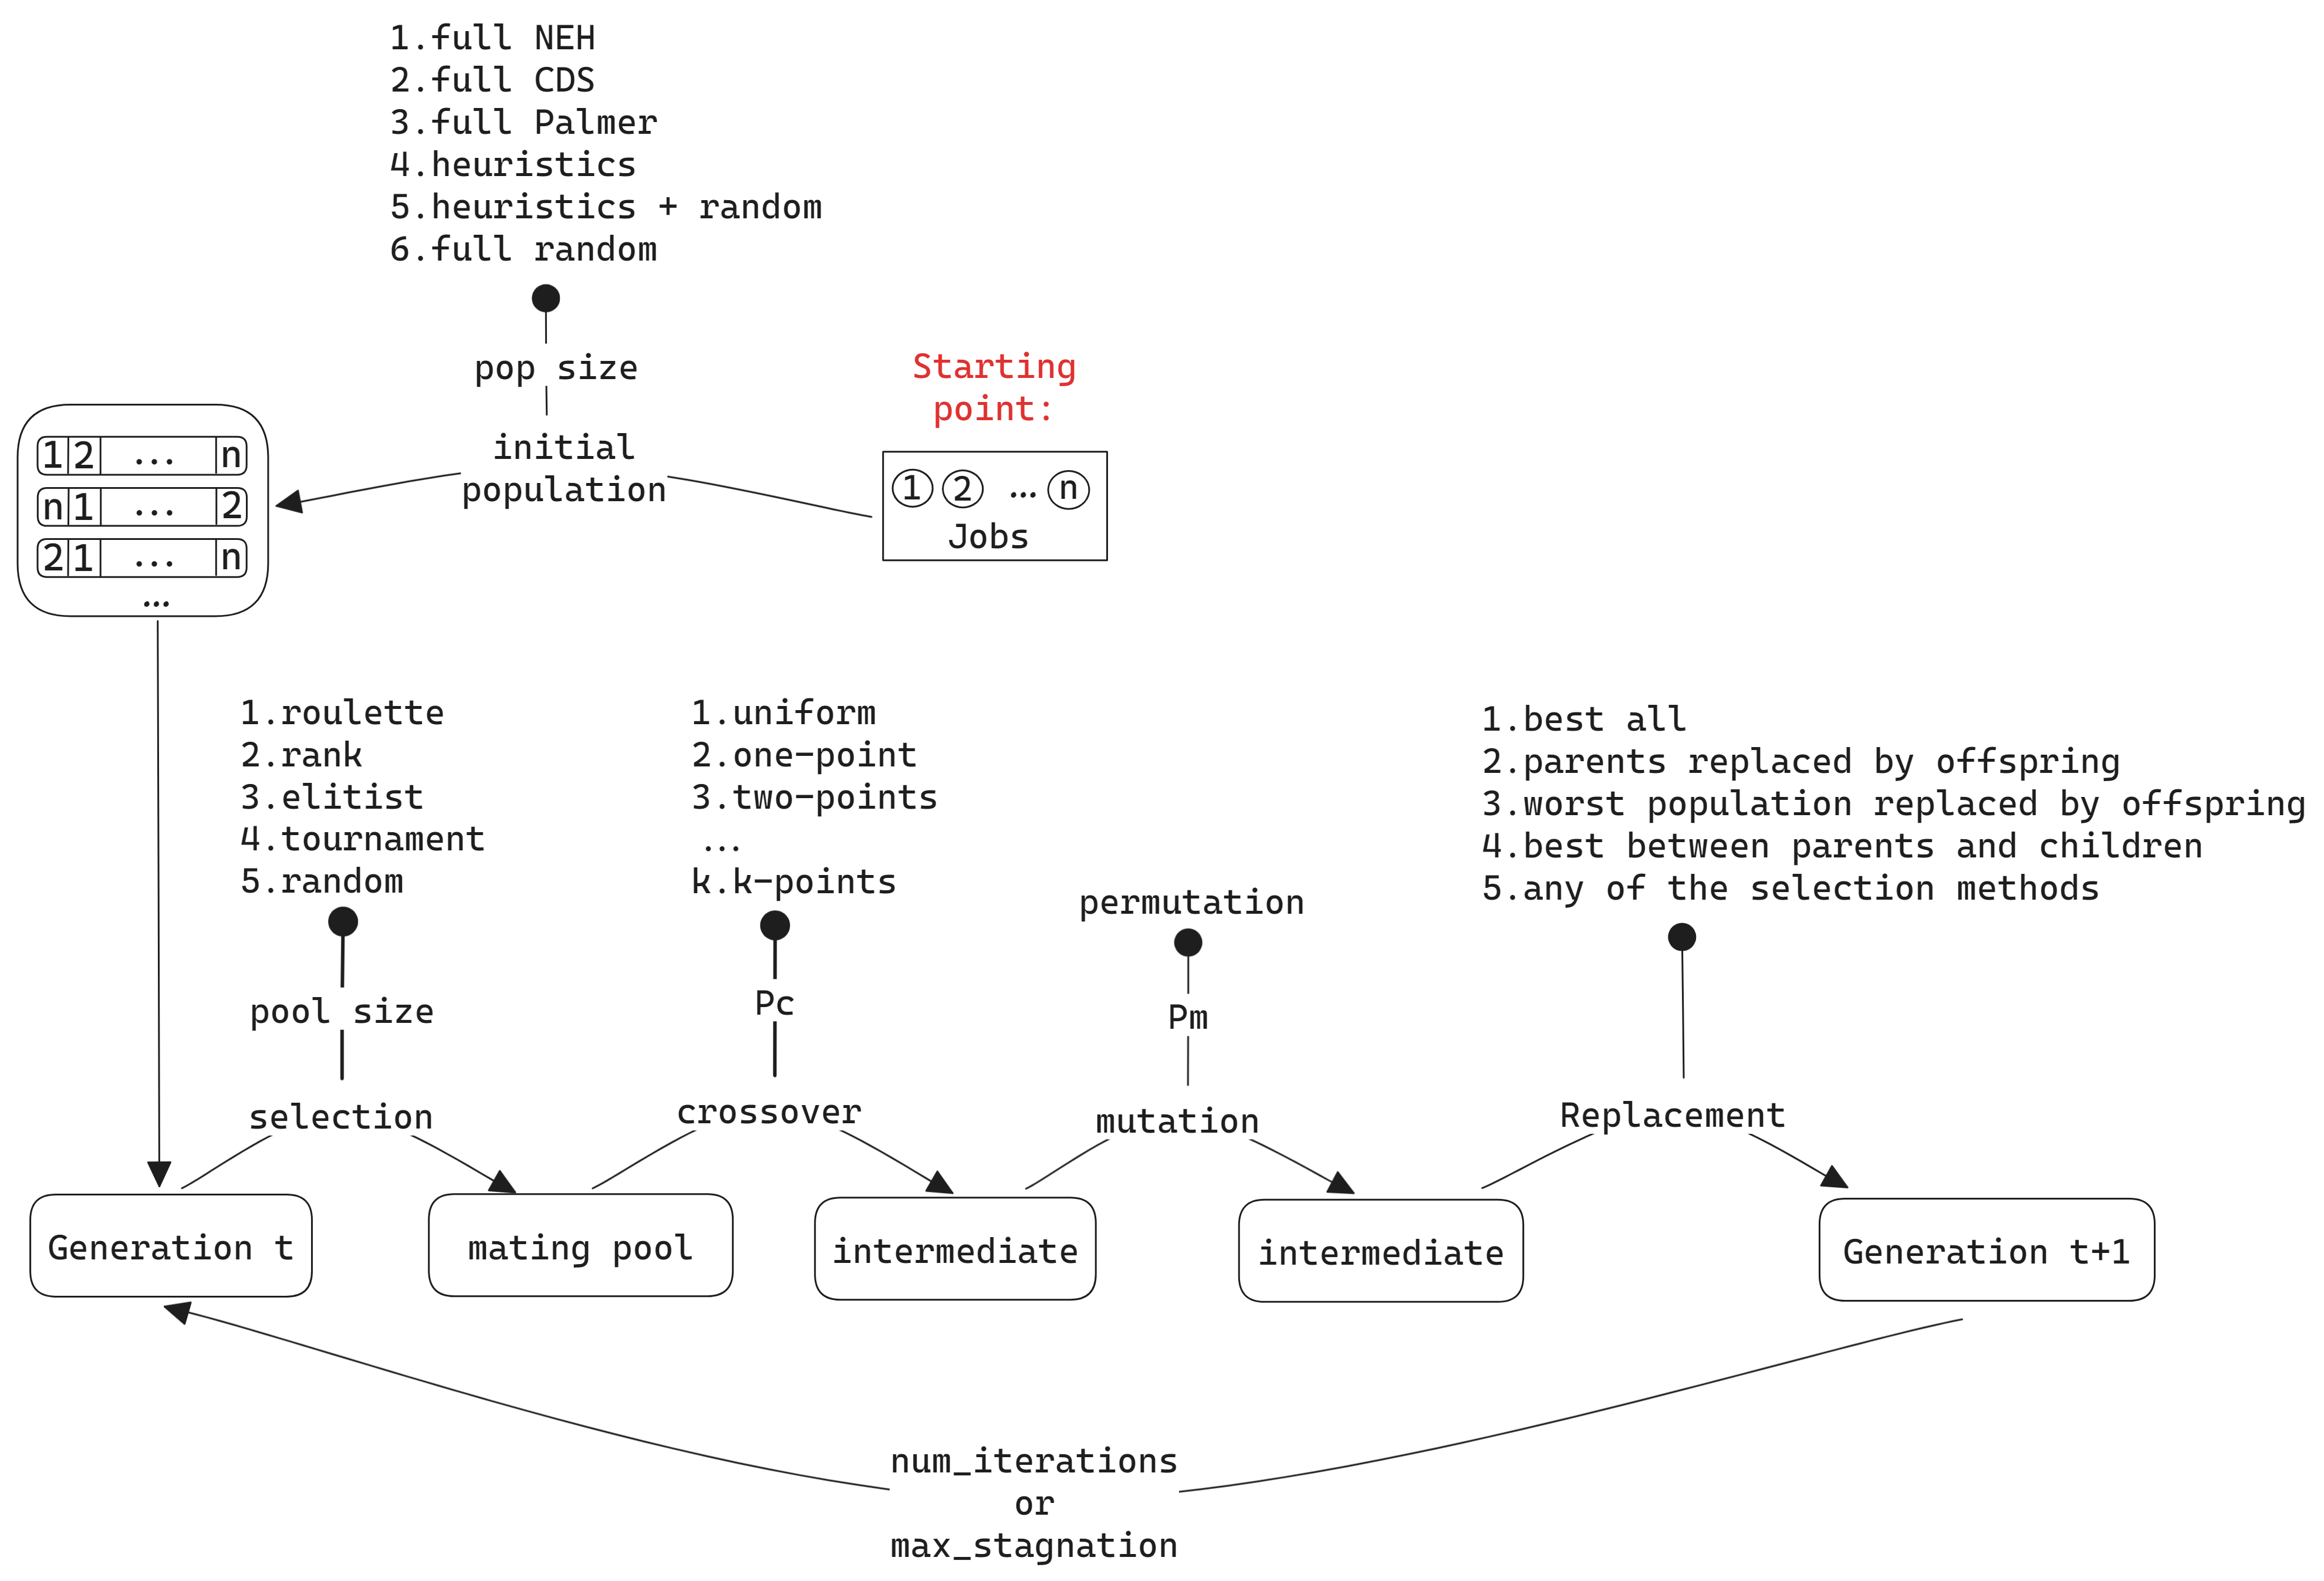 1.full NEH
2.full CDS
3.full Palmer
4.heuristics
5.heuristics + random
6.full random
pop size
initial
population
Starting
point:
1 2 ... n
Jobs
1 2 ... n
n 1 ... 2
2 1 ... n
...
1.roulette
2.rank
3.elitist
4.tournament
5.random
pool size
selection
1.uniform
2.one-point
3.two-points
...
k.k-points
Pc
crossover
permutation
Pm
mutation
1.best all
2.parents replaced by offspring
3.worst population replaced by offspring
4.best between parents and children
5.any of the selection methods
Replacement
Generation t
mating pool
intermediate
intermediate
Generation t+1
num_iterations
or
max_stagnation